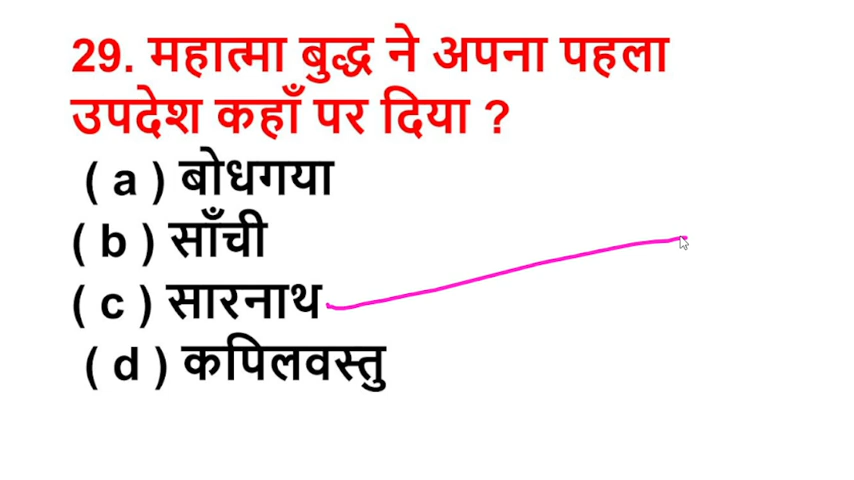 29. महात्मा बुद्ध ने अपना पहला
उपदेश कहाँ पर दिया ?
( a ) बोधगया
( b ) साँची
( c ) सारनाथ
( d ) कपिलवस्तु